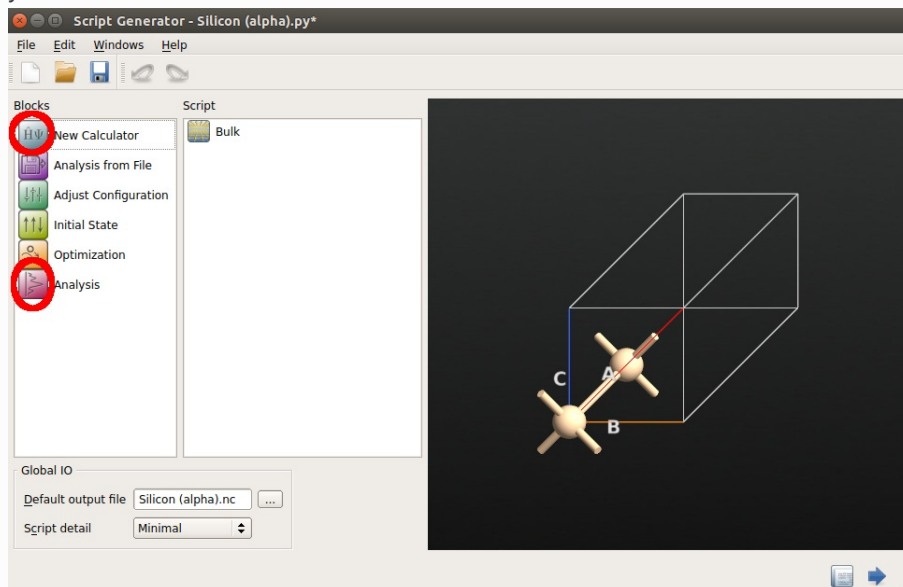 Script Generator - Silicon (alpha).py*
File Edit Windows Help
Blocks Script
ĤΨ New Calculator
Bulk
Analysis from File
Adjust Configuration
Initial State
Optimization
Analysis
C A
B
Global IO
Default output file Silicon (alpha).nc ...
Script detail Minimal